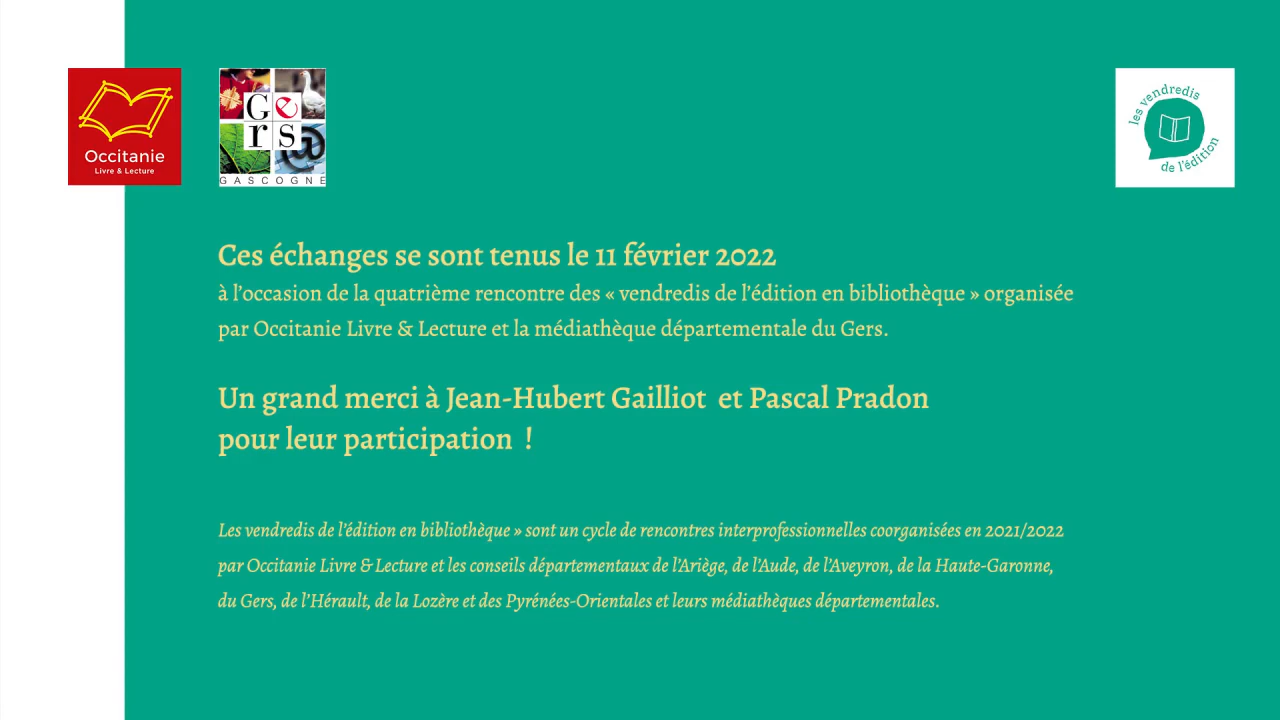 Occitanie
Livre & Lecture
Gers
GASCOGNE
les vendredis
de l'édition
Ces échanges se sont tenus le 11 février 2022
à l'occasion de la quatrième rencontre des « vendredis de l'édition en bibliothèque » organisée
par Occitanie Livre & Lecture et la médiathèque départementale du Gers.
Un grand merci à Jean-Hubert Gailliot et Pascal Pradon
pour leur participation !
Les vendredis de l'édition en bibliothèque » sont un cycle de rencontres interprofessionnelles coorganisées en 2021/2022
par Occitanie Livre & Lecture et les conseils départementaux de l'Ariège, de l'Aude, de l'Aveyron, de la Haute-Garonne,
du Gers, de l'Hérault, de la Lozère et des Pyrénées-Orientales et leurs médiathèques départementales.